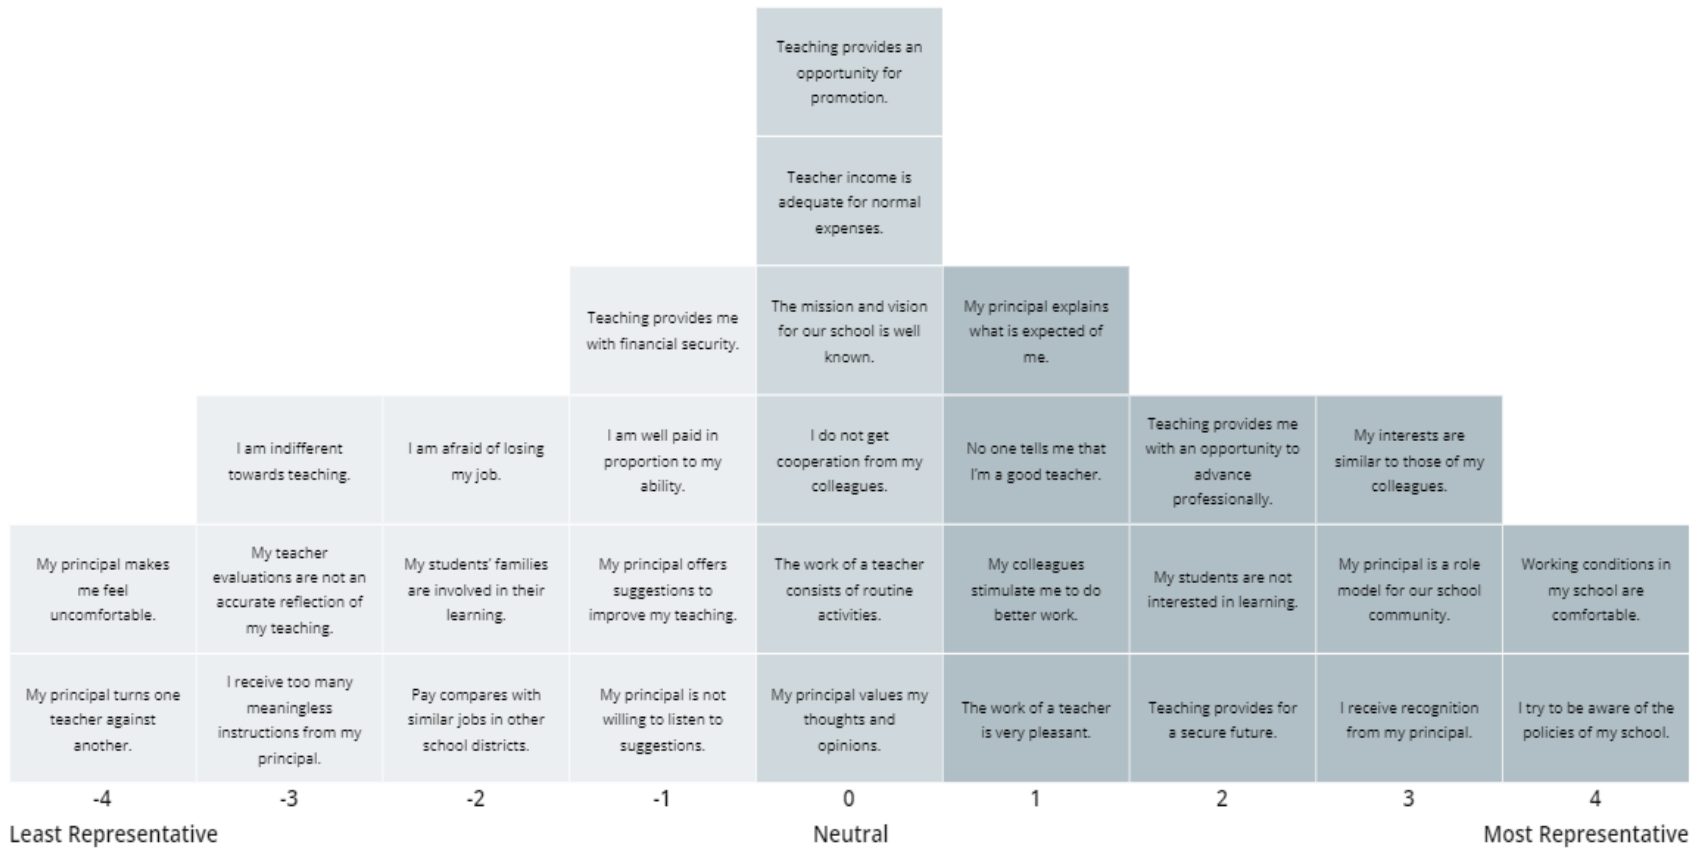 Teaching provides an
opportunity for
promotion.
Teacher income is
adequate for normal
expenses.
Teaching provides me
with financial security.
The mission and vision
for our school is well
known.
My principal explains
what is expected of
me.
I am indifferent
towards teaching.
I am afraid of losing
my job.
I am well paid in
proportion to my
ability.
I do not get
cooperation from my
colleagues.
No one tells me that
I'm a good teacher.
Teaching provides me
with an opportunity to
advance
professionally.
My interests are
similar to those of my
colleagues.
My principal makes
me feel
uncomfortable.
My teacher
evaluations are not an
accurate reflection of
my teaching.
My students' families
are involved in their
learning.
My principal offers
suggestions to
improve my teaching.
The work of a teacher
consists of routine
activities.
My colleagues
stimulate me to do
better work.
My students are not
interested in learning.
My principal is a role
model for our school
community.
Working conditions in
my school are
comfortable.
My principal turns one
teacher against
another.
I receive too many
meaningless
instructions from my
principal.
Pay compares with
similar jobs in other
school districts.
My principal is not
willing to listen to
suggestions.
My principal values my
thoughts and
opinions.
The work of a teacher
is very pleasant.
Teaching provides for
a secure future.
I receive recognition
from my principal.
I try to be aware of the
policies of my school.
-4 -3 -2 -1 0 1 2 3 4
Least Representative Neutral Most Representative